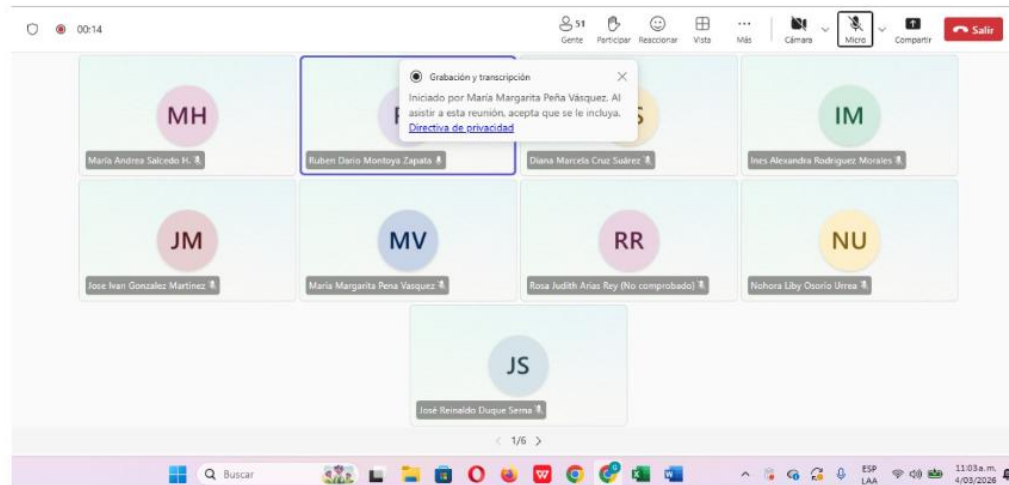 00:14
51
Gente
Participar
Reaccionar
Vista
Más
Cámara
Micro
Compartir
Salir
Grabación y transcripción
Iniciado por María Margarita Peña Vásquez. Al
asistir a esta reunión, acepta que se le incluya.
Directiva de privacidad
MH
María Andrea Salcedo H.
Ruben Dario Montoya Zapata
S
Diana Marcela Cruz Suárez
IM
Ines Alexandra Rodriguez Morales
JM
Jose Ivan Gonzalez Martinez
MV
Maria Margarita Pena Vasquez
RR
Rosa Judith Arias Rey (No comprobado)
NU
Nohora Liby Osorio Urrea
JS
José Reinaldo Duque Serna
1/6
Buscar
ESP
LAA
11:03 a.m.
4/03/2026